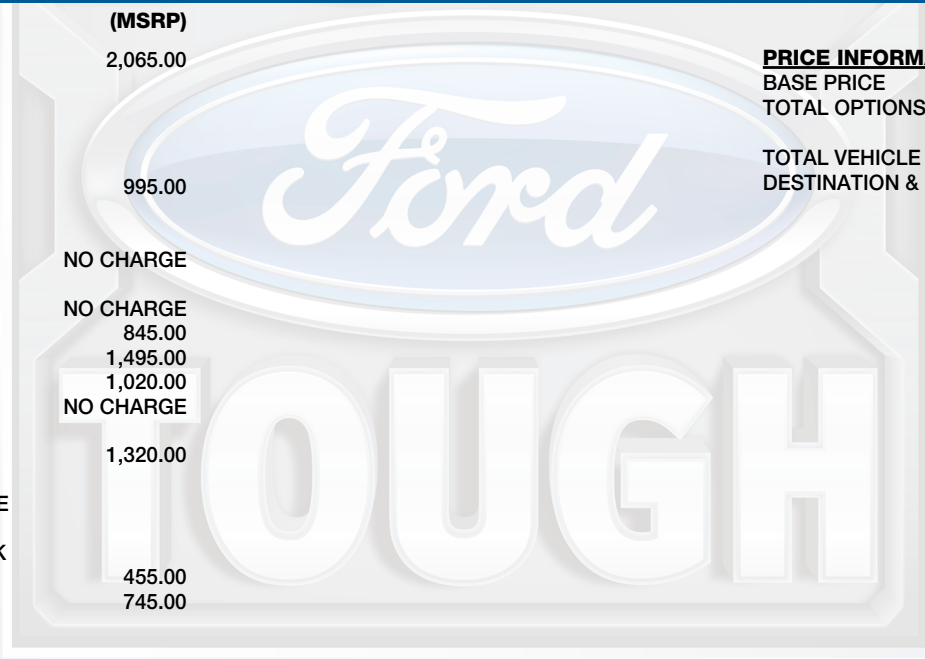 (MSRP)
2,065.00
995.00
NO CHARGE
NO CHARGE
845.00
1,495.00
1,020.00
NO CHARGE
1,320.00
E
K
455.00
745.00
PRICE INFORM
BASE PRICE
TOTAL OPTIONS
TOTAL VEHICLE
DESTINATION &
Ford
TOUGH